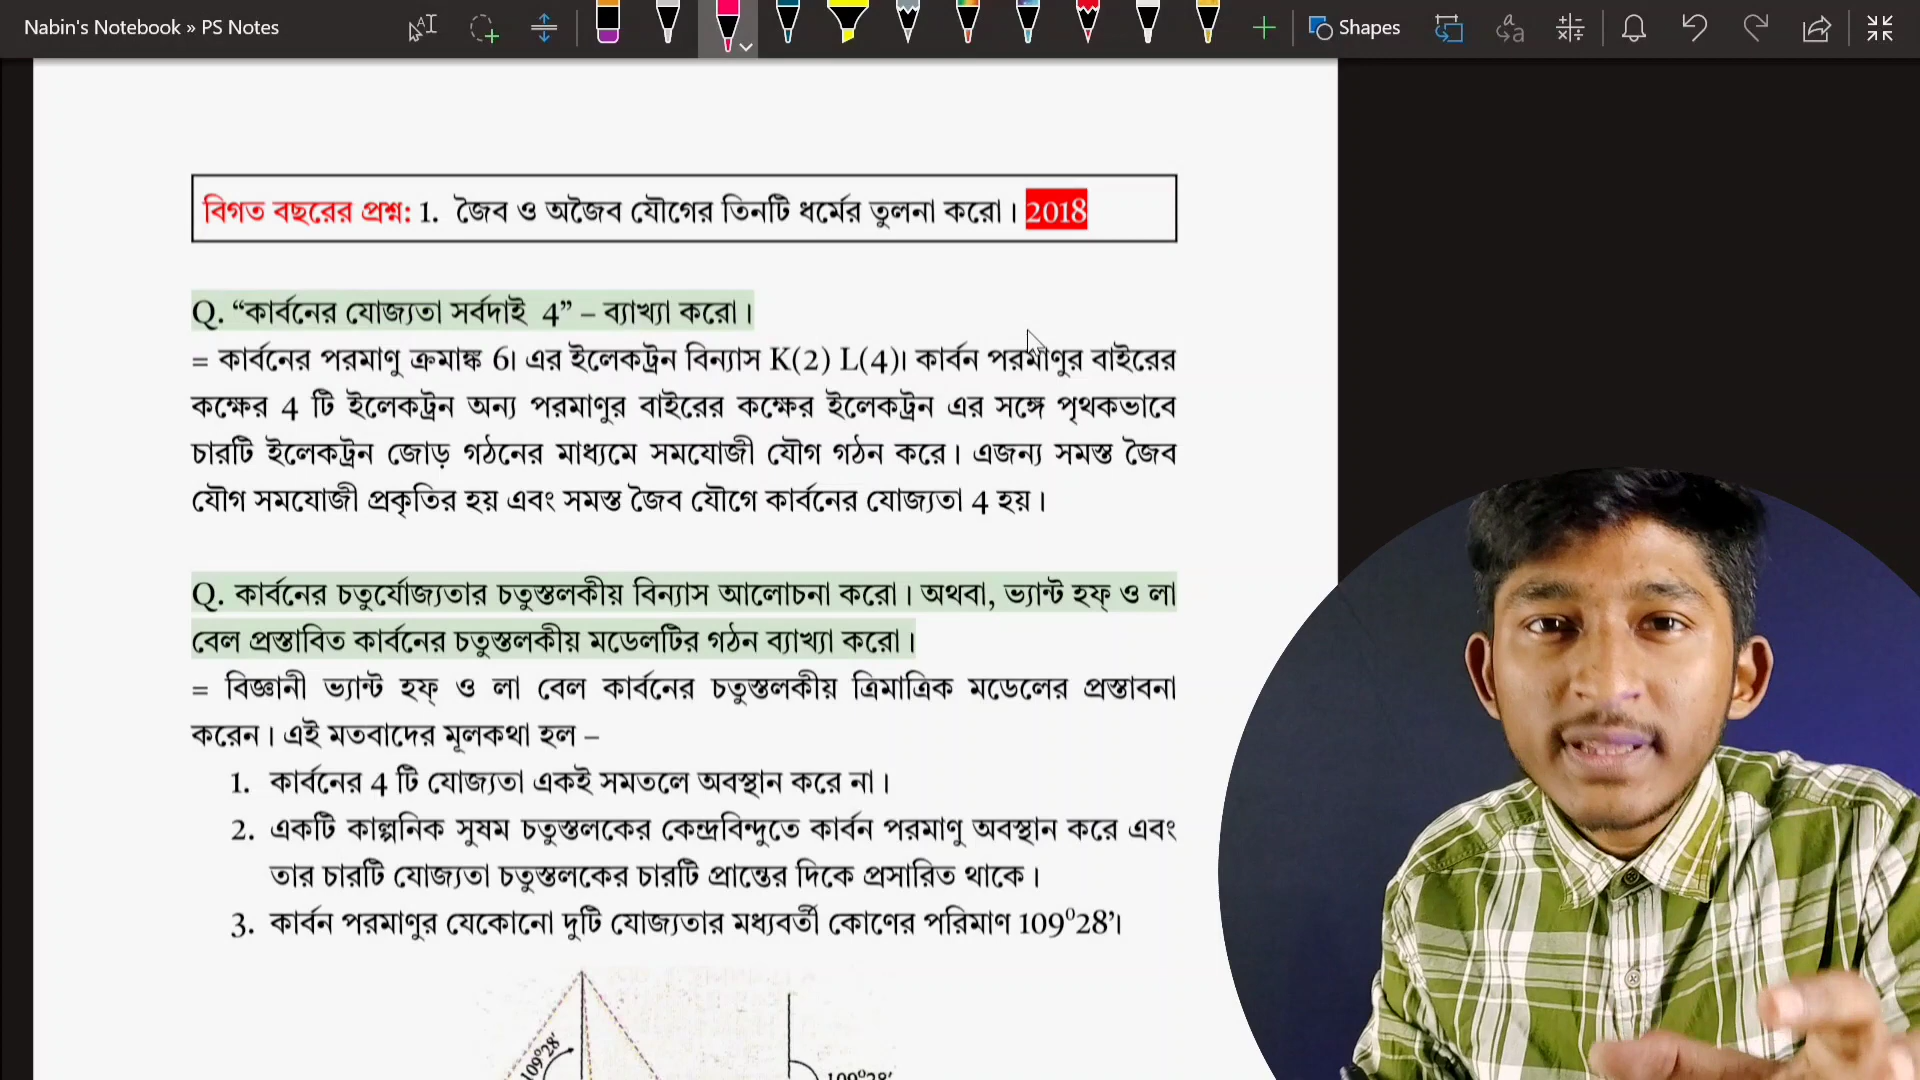 Nabin's Notebook » PS Notes
Shapes
বিগত বছরের প্রশ্ন: 1. জৈব ও অজৈব যৌগের তিনটি ধর্মের তুলনা করো। 2018
Q. “কার্বনের যোজ্যতা সর্বদাই 4” – ব্যাখ্যা করো।
= কার্বনের পরমাণু ক্রমাঙ্ক 6। এর ইলেকট্রন বিন্যাস K(2) L(4)। কার্বন পরমাণুর বাইরের
কক্ষের 4 টি ইলেকট্রন অন্য পরমাণুর বাইরের কক্ষের ইলেকট্রন এর সঙ্গে পৃথকভাবে
চারটি ইলেকট্রন জোড় গঠনের মাধ্যমে সমযোজী যৌগ গঠন করে। এজন্য সমস্ত জৈব
যৌগ সমযোজী প্রকৃতির হয় এবং সমস্ত জৈব যৌগে কার্বনের যোজ্যতা 4 হয়।
Q. কার্বনের চতুর্যোজ্যতার চতুস্তলকীয় বিন্যাস আলোচনা করো। অথবা, ভ্যান্ট হফ্ ও লা
বেল প্রস্তাবিত কার্বনের চতুস্তলকীয় মডেলটির গঠন ব্যাখ্যা করো।
= বিজ্ঞানী ভ্যান্ট হফ্ ও লা বেল কার্বনের চতুস্তলকীয় ত্রিমাত্রিক মডেলের প্রস্তাবনা
করেন। এই মতবাদের মূলকথা হল –
1. কার্বনের 4 টি যোজ্যতা একই সমতলে অবস্থান করে না।
2. একটি কাল্পনিক সুষম চতুস্তলকের কেন্দ্রবিন্দুতে কার্বন পরমাণু অবস্থান করে এবং
তার চারটি যোজ্যতা চতুস্তলকের চারটি প্রান্তের দিকে প্রসারিত থাকে।
3. কার্বন পরমাণুর যেকোনো দুটি যোজ্যতার মধ্যবর্তী কোণের পরিমাণ 109⁰28’।
109⁰28'
109⁰28'